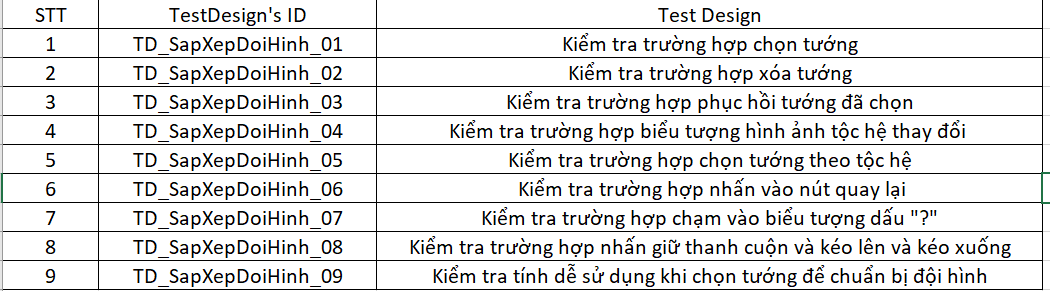 STT TestDesign's ID Test Design
1 TD_SapXepDoiHinh_01 Kiểm tra trường hợp chọn tướng
2 TD_SapXepDoiHinh_02 Kiểm tra trường hợp xóa tướng
3 TD_SapXepDoiHinh_03 Kiểm tra trường hợp phục hồi tướng đã chọn
4 TD_SapXepDoiHinh_04 Kiểm tra trường hợp biểu tượng hình ảnh tộc hệ thay đổi
5 TD_SapXepDoiHinh_05 Kiểm tra trường hợp chọn tướng theo tộc hệ
6 TD_SapXepDoiHinh_06 Kiểm tra trường hợp nhấn vào nút quay lại
7 TD_SapXepDoiHinh_07 Kiểm tra trường hợp chạm vào biểu tượng dấu "?"
8 TD_SapXepDoiHinh_08 Kiểm tra trường hợp nhấn giữ thanh cuộn và kéo lên và kéo xuống
9 TD_SapXepDoiHinh_09 Kiểm tra tính dễ sử dụng khi chọn tướng để chuẩn bị đội hình